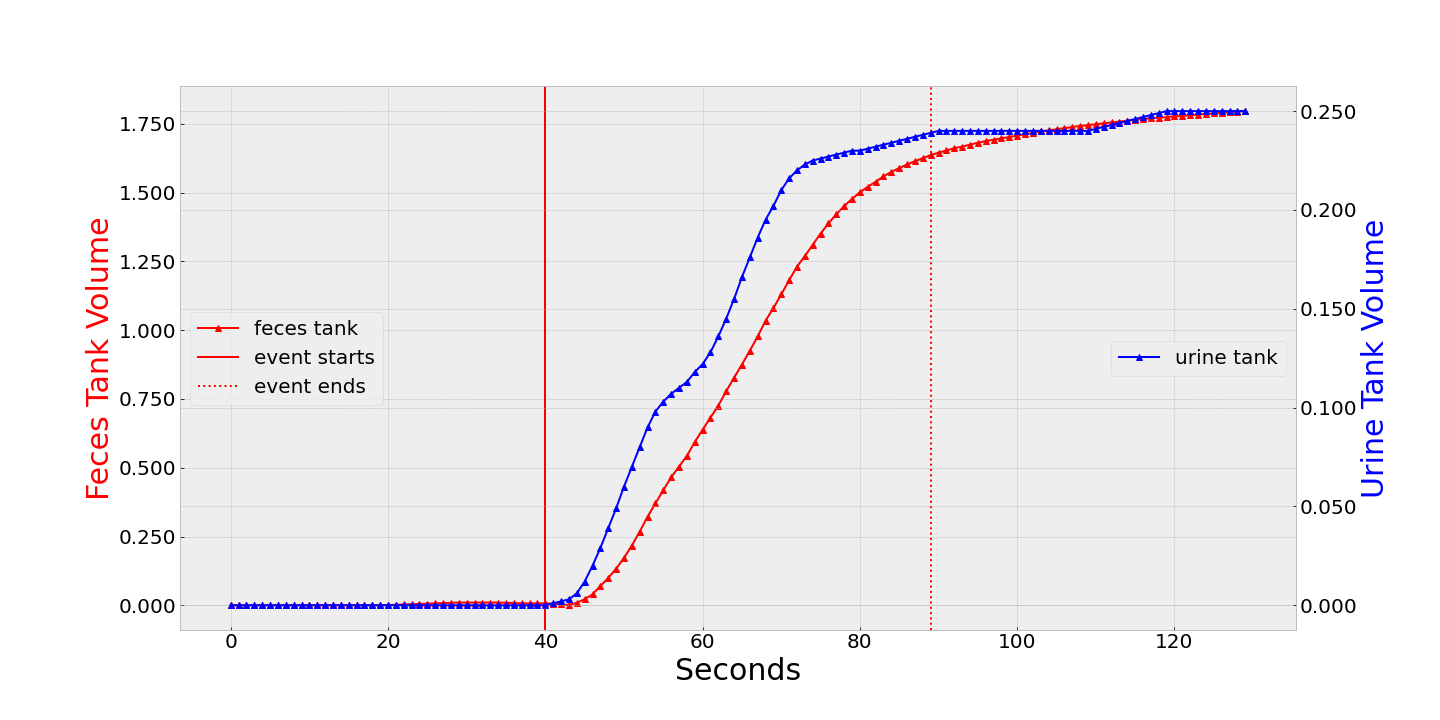 Feces Tank Volume
1.750
1.500
1.250
1.000
0.750
0.500
0.250
0.000
feces tank
event starts
event ends
urine tank
0.250
0.200
0.150
0.100
0.050
0.000
Urine Tank Volume
0 20 40 60 80 100 120
Seconds